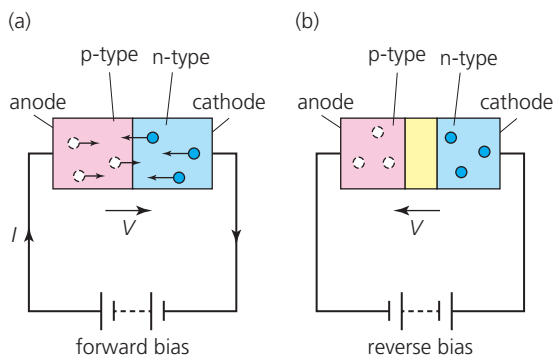 (a)
p-type
n-type
anode
cathode
V
I
forward bias
(b)
p-type
n-type
anode
cathode
V
reverse bias